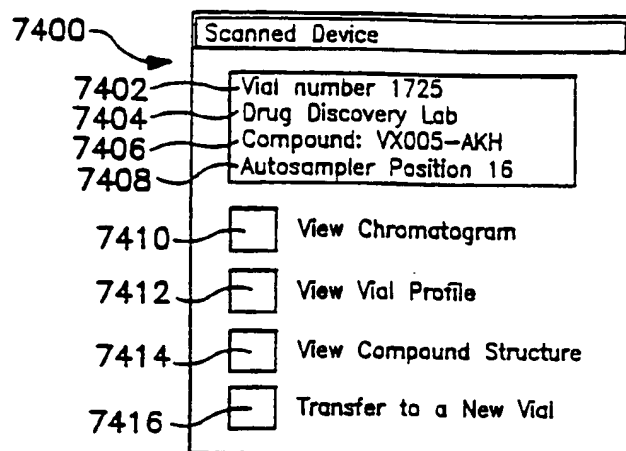 7400
Scanned Device
7402 Vial number 1725
7404 Drug Discovery Lab
7406 Compound: VX005-AKH
7408 Autosampler Position 16
7410 View Chromatogram
7412 View Vial Profile
7414 View Compound Structure
7416 Transfer to a New Vial